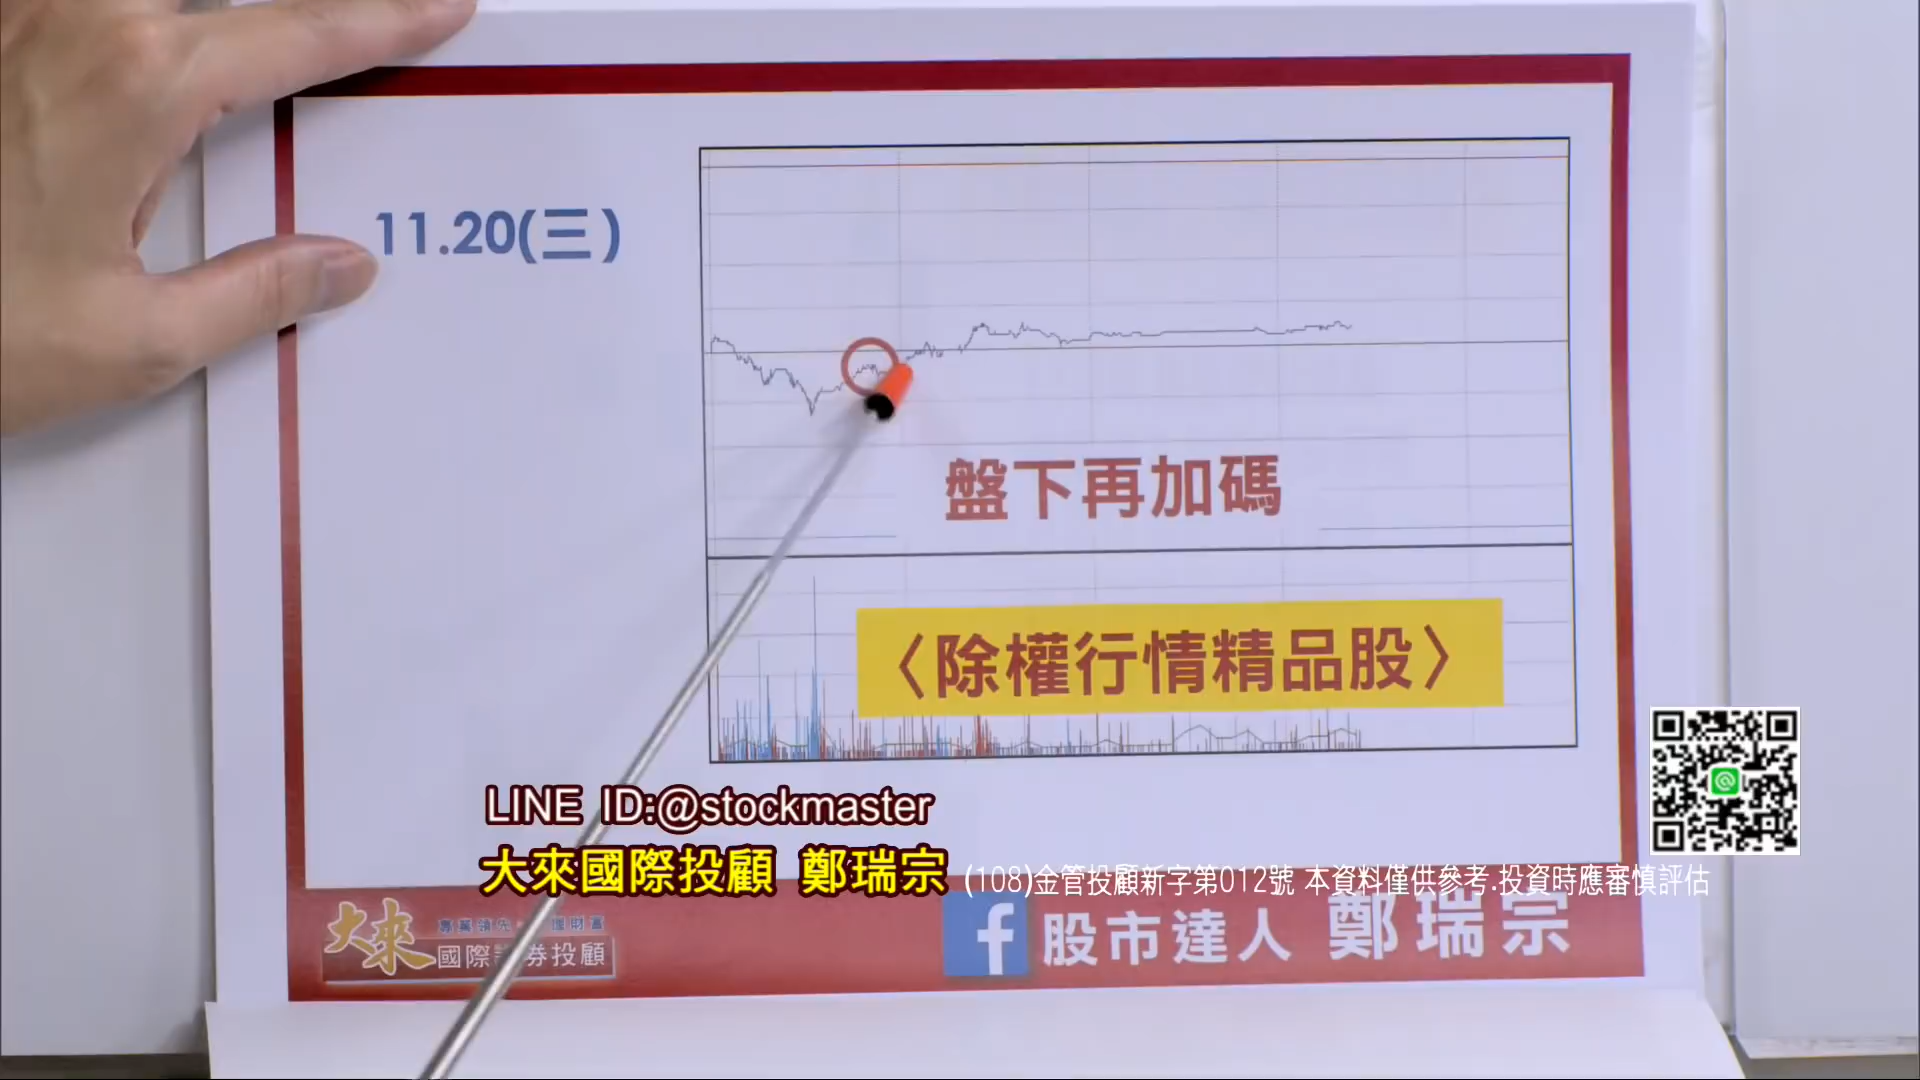 11.20(三)
盤下再加碼
〈除權行情精品股〉
LINE ID:@stockmaster
大來國際投顧 鄭瑞宗 (108)金管投顧新字第012號 本資料僅供參考.投資時應審慎評估
大來
國際 券投顧
f 股市達人 鄭瑞宗